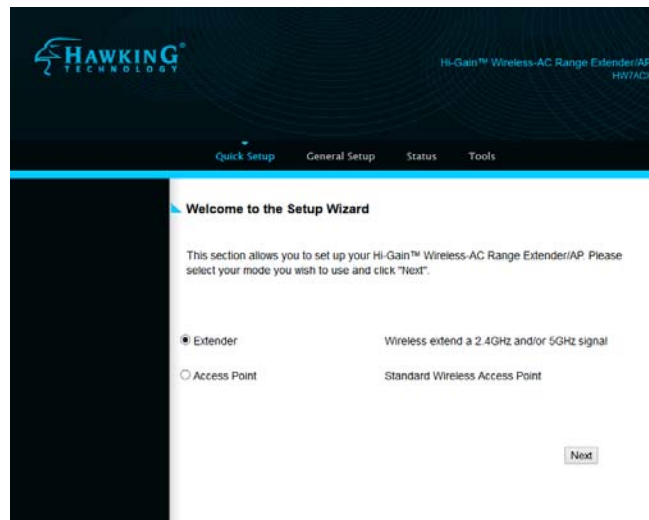 HAWKING®
TECHNOLOGY
Hi-Gain™ Wireless-AC Range Extender/AP
Quick Setup General Setup Status Tools
Welcome to the Setup Wizard
This section allows you to set up your Hi-Gain™ Wireless-AC Range Extender/AP. Please
select your mode you wish to use and click "Next".
Extender Wireless extend a 2.4GHz and/or 5GHz signal
Access Point Standard Wireless Access Point
Next